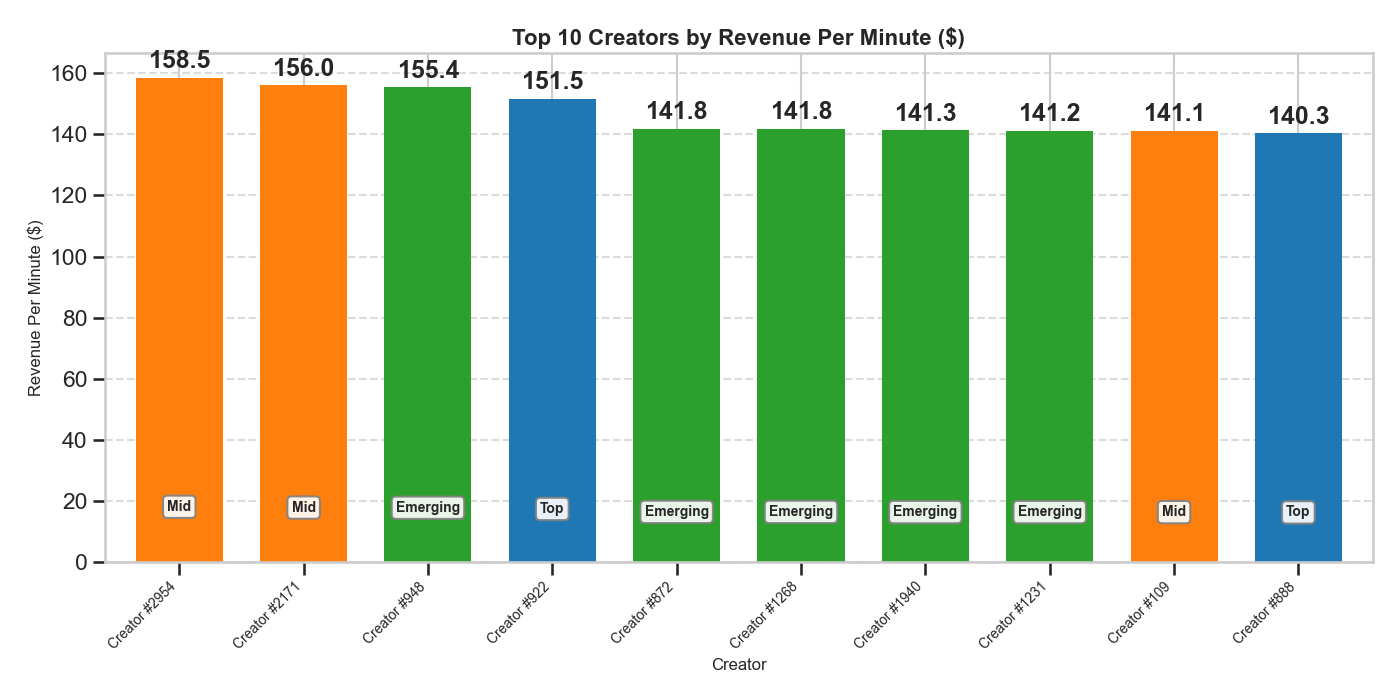 Top 10 Creators by Revenue Per Minute ($)
158.5
156.0
155.4
151.5
141.8
141.8
141.3
141.2
141.1
140.3
160
140
120
100
80
60
40
20
0
Revenue Per Minute ($)
Mid
Mid
Emerging
Top
Emerging
Emerging
Emerging
Emerging
Mid
Top
Creator #2954
Creator #2171
Creator #948
Creator #922
Creator #872
Creator #1268
Creator #1940
Creator #1231
Creator #109
Creator #888
Creator